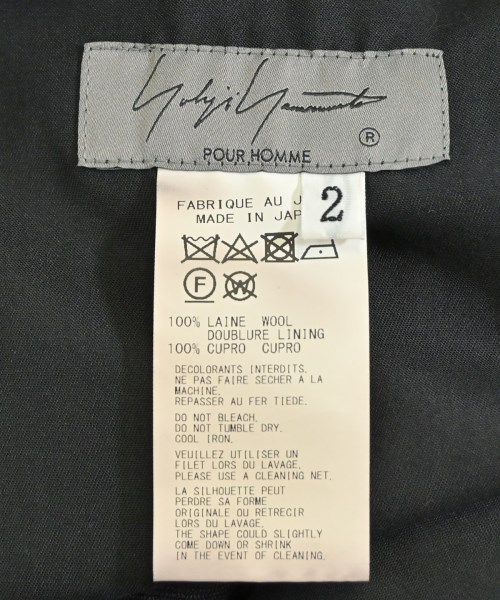 Yohji Yamamoto
®
POUR HOMME
FABRIQUE AU
MADE IN
2
F
W
100% LAINE WOOL
DOUBLURE LINING
100% CUPRO CUPRO
DECOLORANTS INTERDITS.
NE PAS FAIRE SECHER A LA
MACHINE.
REPASSER AU FER TIEDE.
DO NOT BLEACH.
DO NOT TUMBLE DRY.
COOL IRON.
VEUILLEZ UTILISER UN
FILET LORS DU LAVAGE.
PLEASE USE A CLEANING NET.
LA SILHOUETTE PEUT
PERDRE SA FORME
ORIGINALE OU RETRECIR
LORS DU LAVAGE.
THE SHAPE COULD SLIGHTLY
COME DOWN OR SHRINK
IN THE EVENT OF CLEANING.